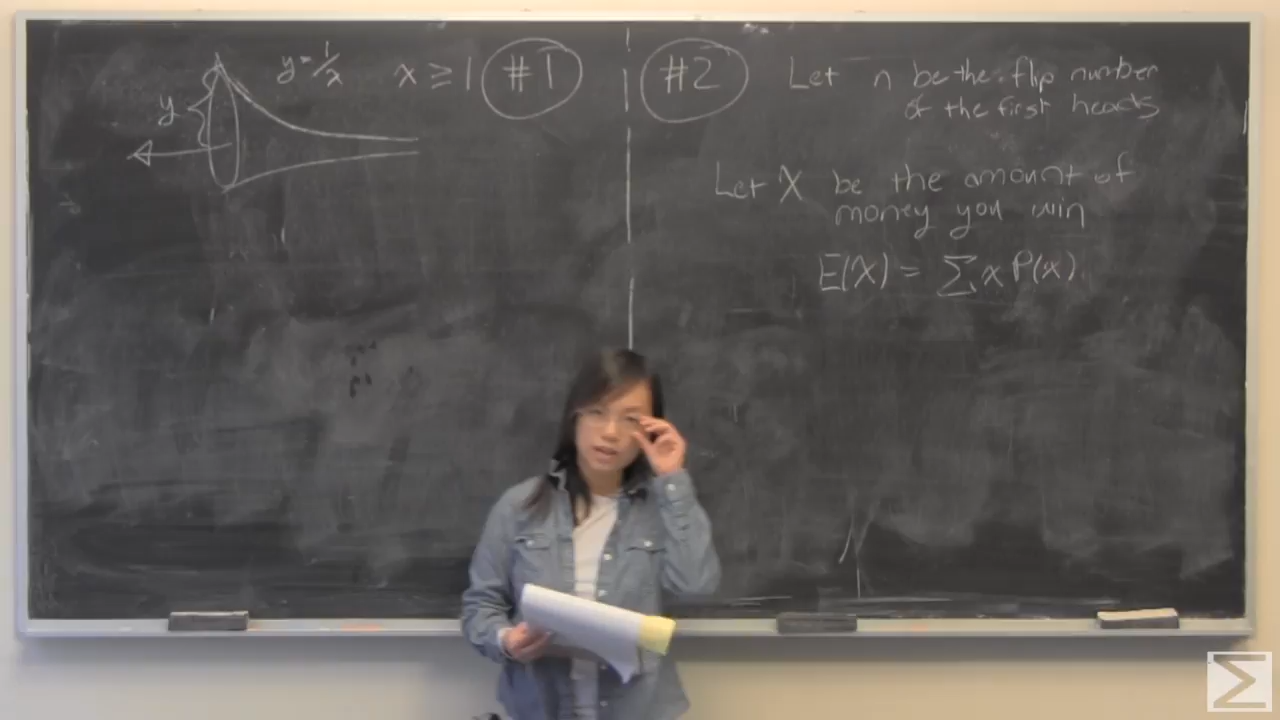 y = 1/x x ≥ 1 #1
y
#2 Let n be the flip number
of the first heads
Let X be the amount of
money you win
E(X) = Σ x P(x)
Σ